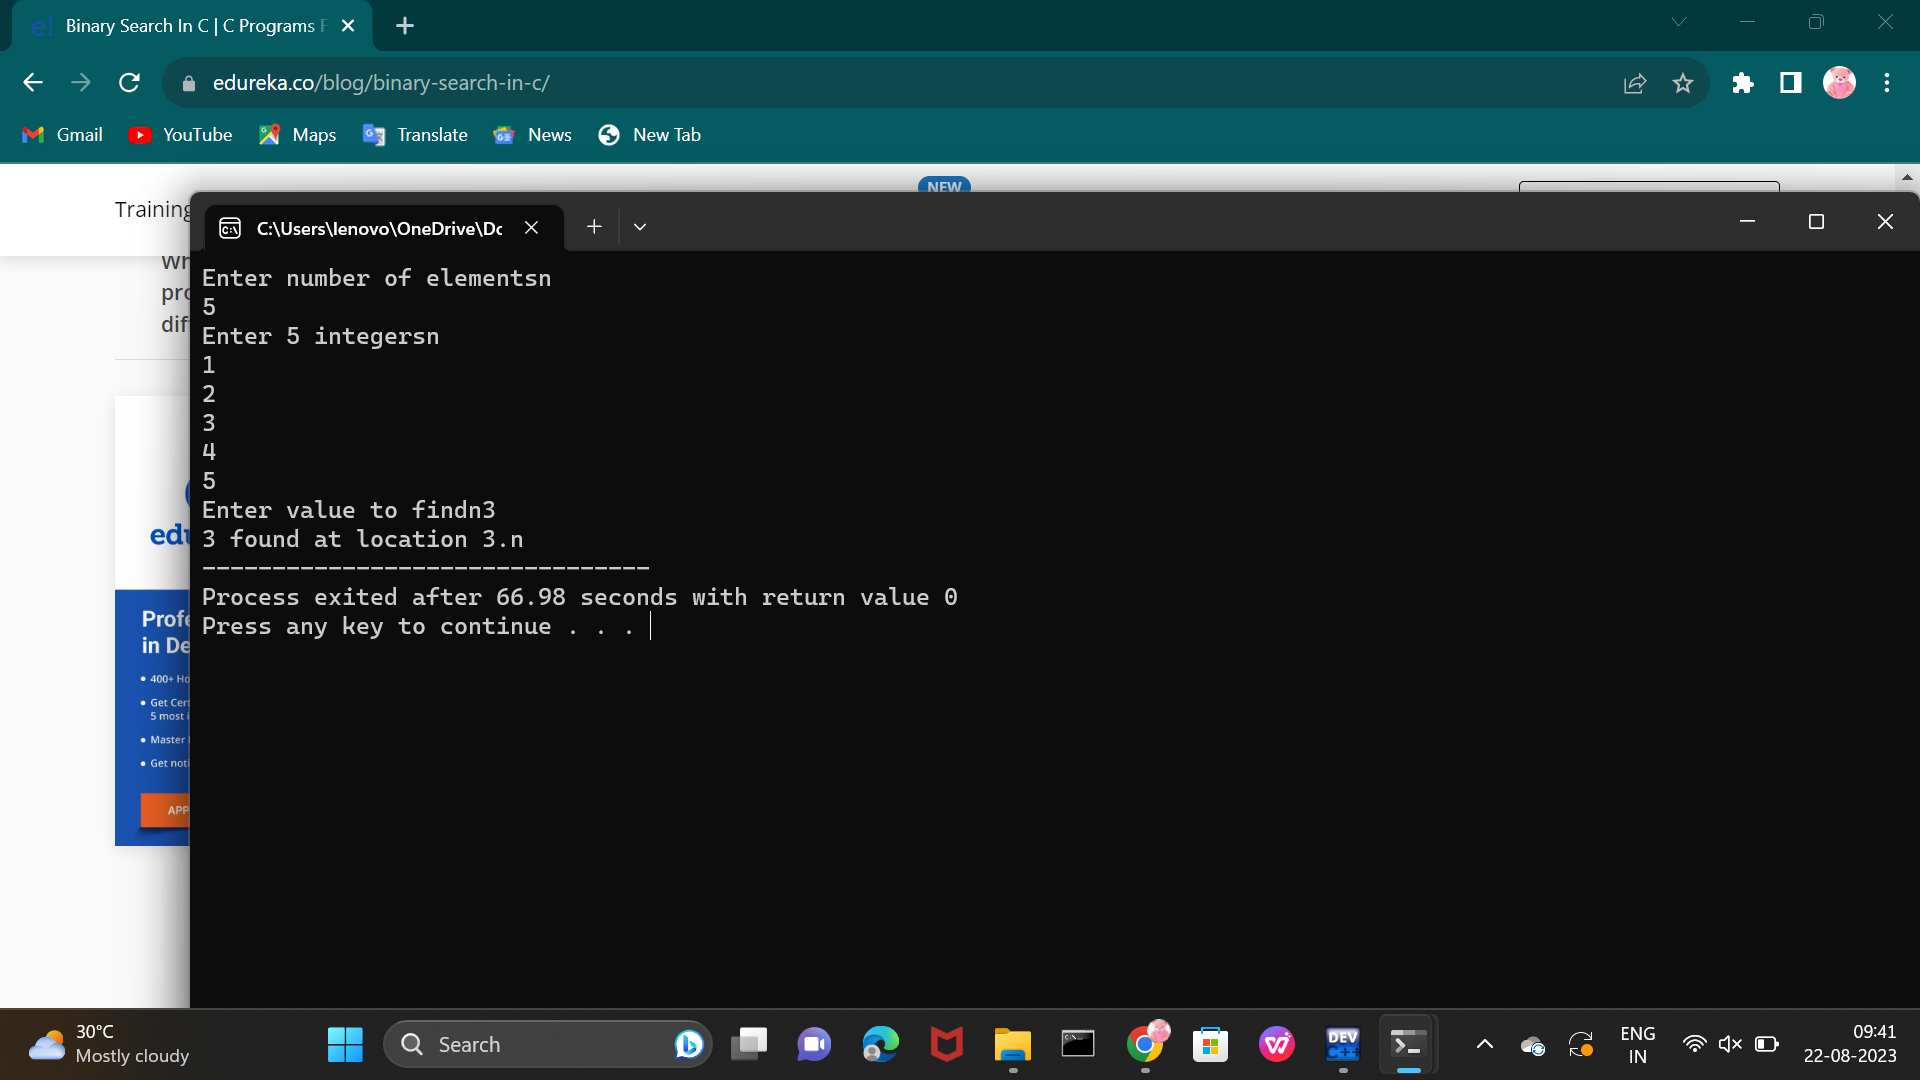 Binary Search In C | C Programs F
edureka.co/blog/binary-search-in-c/
Gmail
YouTube
Maps
Translate
News
New Tab
NEW
Training
C:\Users\lenovo\OneDrive\Dc
Enter number of elementsn
5
Enter 5 integersn
1
2
3
4
5
Enter value to findn3
3 found at location 3.n
--------------------------------
Process exited after 66.98 seconds with return value 0
Press any key to continue . . .
wr
pro
dif
edu
Profe
in De
• 400+ Ho
• Get Cert
5 most i
• Master
• Get noti
APP
30°C
Mostly cloudy
Search
DEV
C++
ENG
IN
09:41
22-08-2023